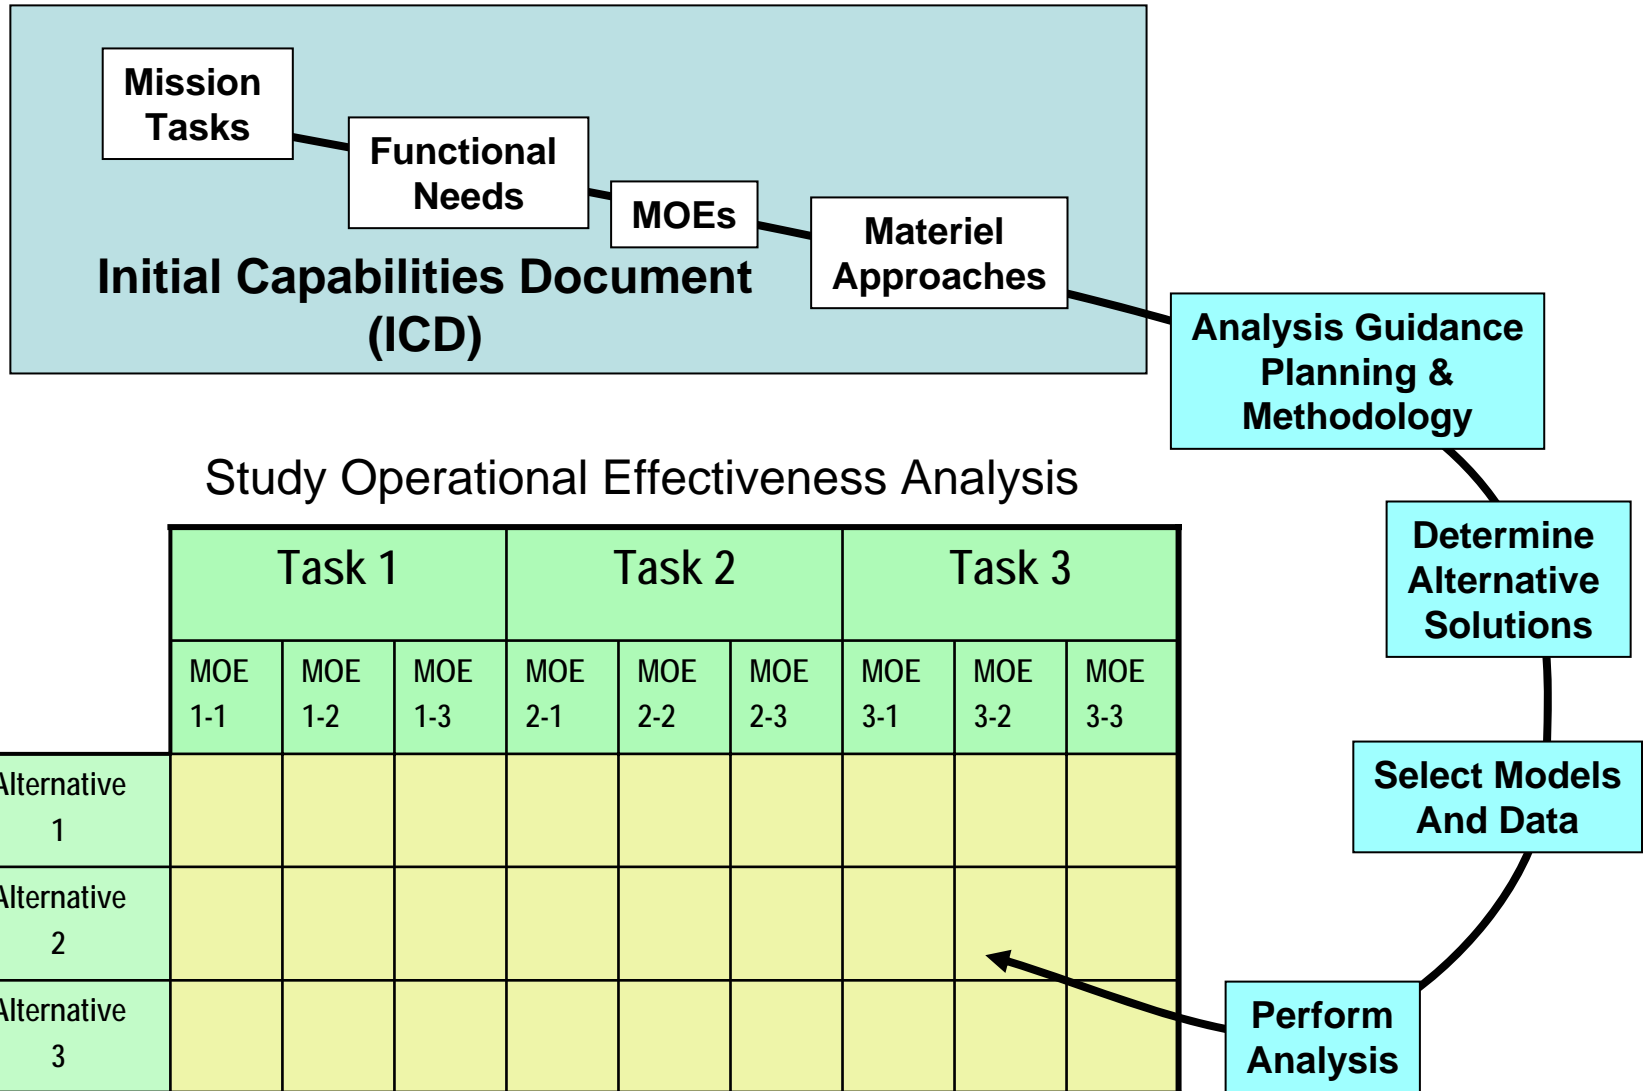 Mission
Tasks
Functional
Needs
MOEs
Materiel
Approaches
Initial Capabilities Document
(ICD)
Analysis Guidance
Planning &
Methodology
Determine
Alternative
Solutions
Select Models
And Data
Perform
Analysis
Study Operational Effectiveness Analysis
Task 1 Task 2 Task 3
MOE MOE MOE MOE MOE MOE MOE MOE MOE
1-1 1-2 1-3 2-1 2-2 2-3 3-1 3-2 3-3
Alternative
1
Alternative
2
Alternative
3